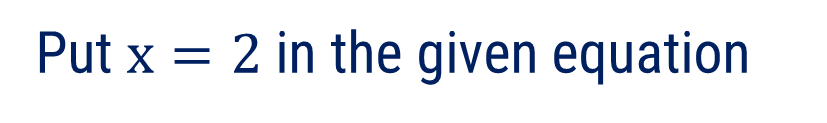 Put x = 2 in the given equation